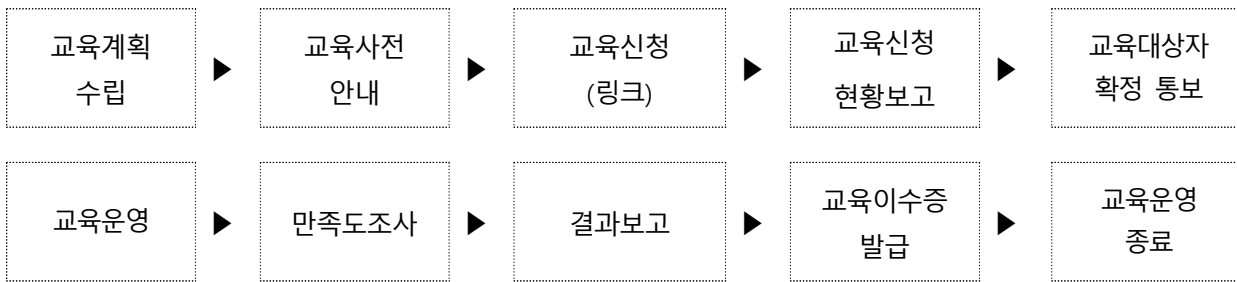 교육계획
수립
▶
교육사전
안내
▶
교육신청
(링크)
▶
교육신청
현황보고
▶
교육대상자
확정 통보
교육운영
▶
만족도조사
▶
결과보고
▶
교육이수증
발급
▶
교육운영
종료